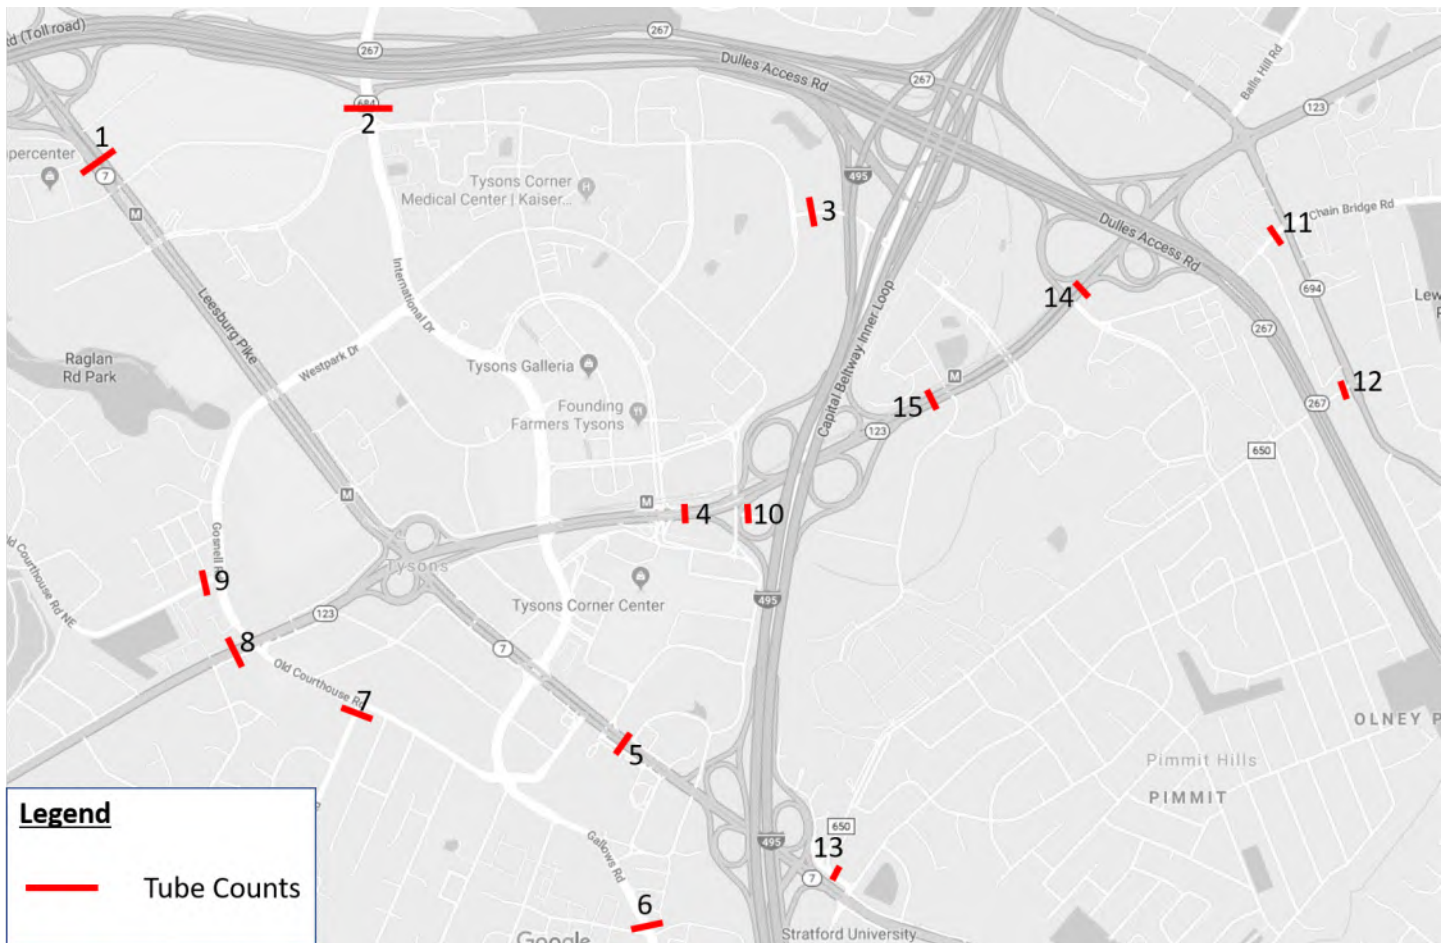 Rd (Toll road)
267
267
Dulles Access Rd
267
Balls Hill Rd
123
684
2
1
percenter
7
M
Tysons Corner
Medical Center | Kaiser...
495
3
Chain Bridge Rd
11
Dulles Access Rd
694
14
International Dr
Leesburg Pike
Capital Beltway Inner Loop
267
Lew
Raglan
Rd Park
Westpark Dr
Tysons Galleria
M
15
12
267
Founding
Farmers Tysons
123
650
M
M
4
10
Gosnell
Tysons
Old Courthouse Rd NE
9
Tysons Corner Center
495
123
8
7
Old Courthouse Rd
7
5
OLNEY P
Pimmit Hills
PIMMIT
Legend
Tube Counts
650
495
13
7
Gallows Rd
6
Google
Stratford University